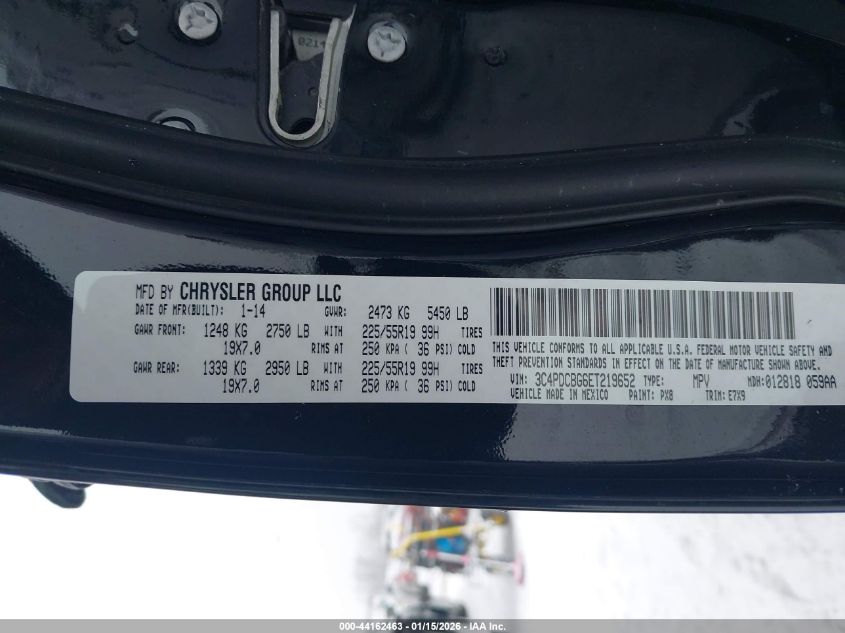 021
MFD BY CHRYSLER GROUP LLC
DATE OF MFR(BUILT): 1-14 GVWR: 2473 KG 5450 LB
GAWR FRONT: 1248 KG 2750 LB WITH 225/55R19 99H TIRES
19X7.0 RIMS AT 250 KPA ( 36 PSI) COLD
GAWR REAR: 1339 KG 2950 LB WITH 225/55R19 99H TIRES
19X7.0 RIMS AT 250 KPA ( 36 PSI) COLD
THIS VEHICLE CONFORMS TO ALL APPLICABLE U.S.A. FEDERAL MOTOR VEHICLE SAFETY AND
THEFT PREVENTION STANDARDS IN EFFECT ON THE DATE OF MANUFACTURE SHOWN ABOVE.
VIN: 3C4PDCBG6ET219652 TYPE: MPV MDH:012818 059AA
VEHICLE MADE IN MEXICO PAINT: PX8 TRIM: E7X9
000-44162463 - 01/15/2026 - IAA, Inc.